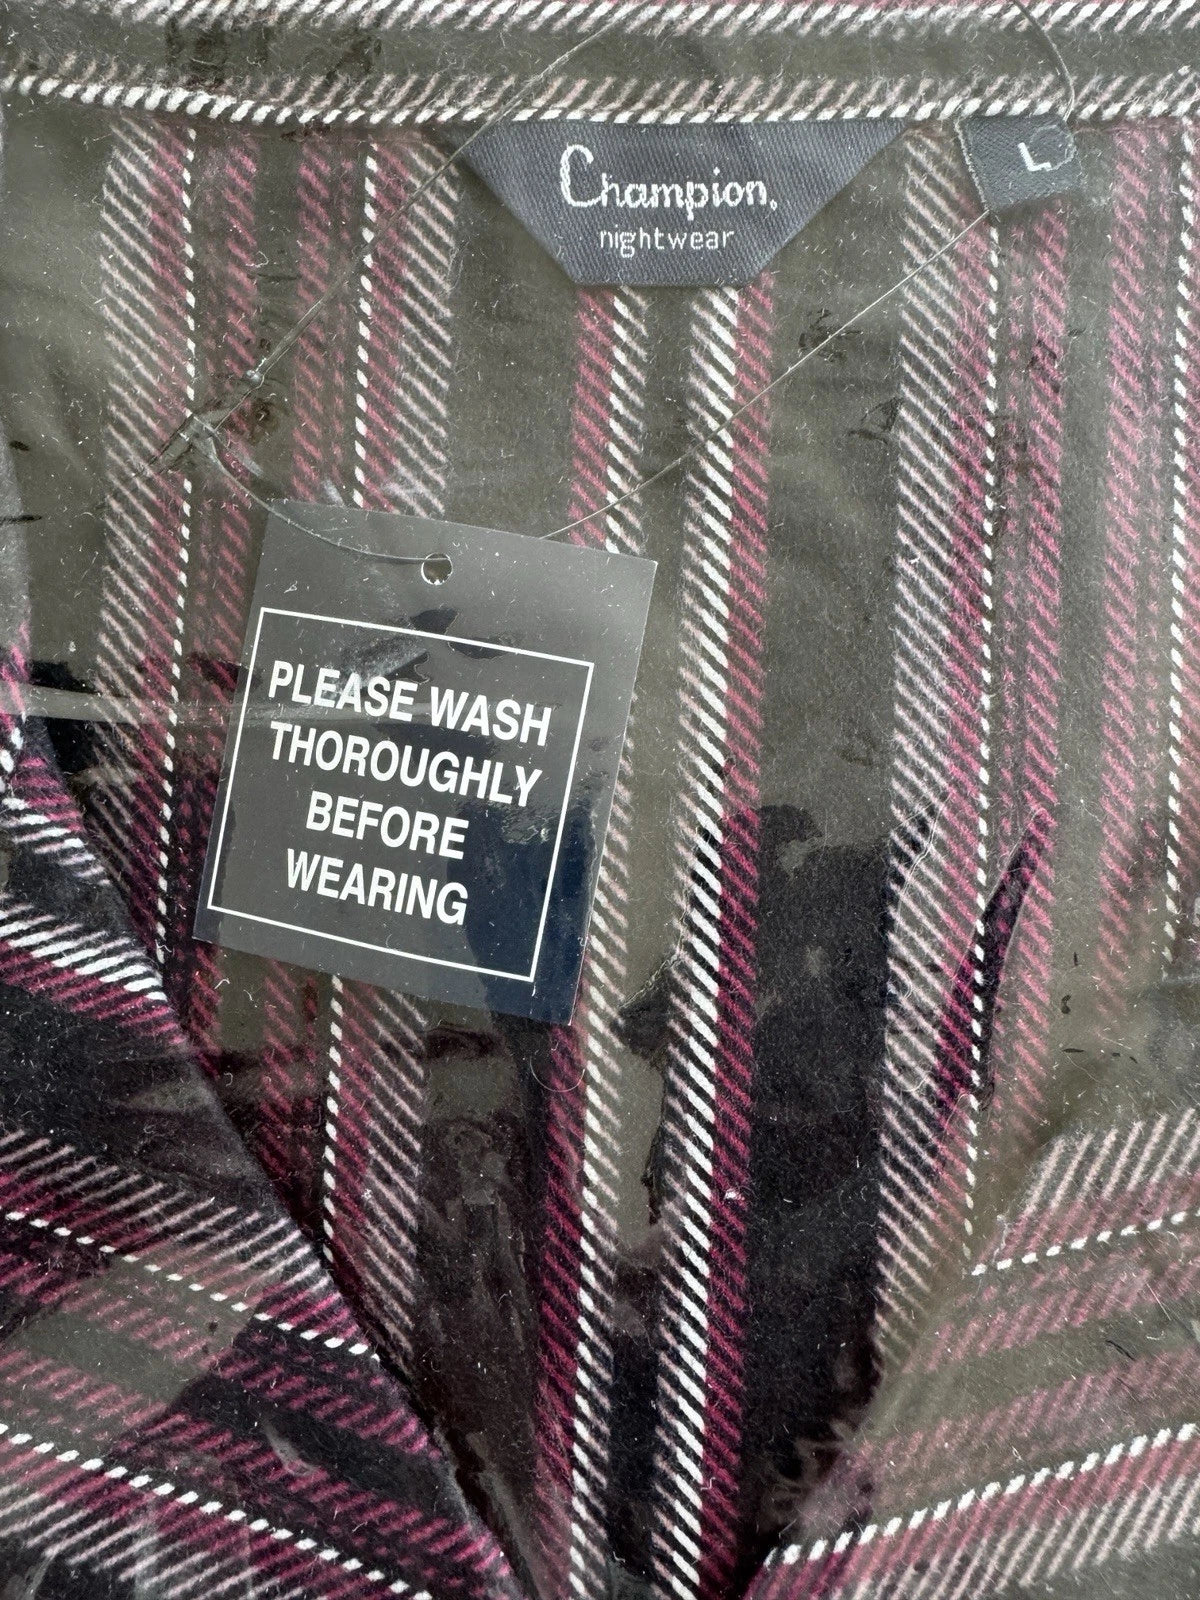 Champion.
nightwear
L
PLEASE WASH
THOROUGHLY
BEFORE
WEARING